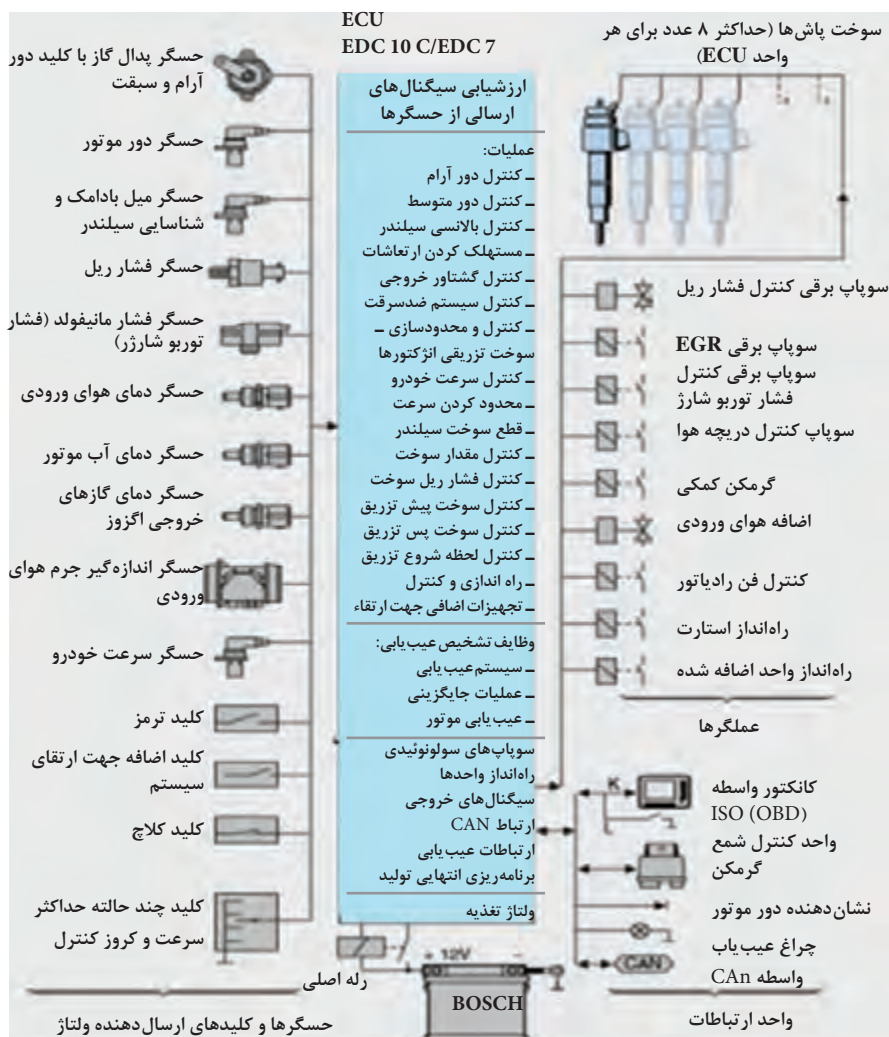 ECU
EDC 10 C/EDC 7
سوخت پاش‌ها (حداکثر ۸ عدد برای هر
واحد ECU)
حسگر پدال گاز با کلید دور
آرام و سبقت
حسگر دور موتور
حسگر میل بادامک و
شناسایی سیلندر
حسگر فشار ریل
حسگر فشار مانیفولد (فشار
توربو شارژر)
حسگر دمای هوای ورودی
حسگر دمای آب موتور
حسگر دمای گازهای
خروجی اگزوز
حسگر اندازه‌گیر جرم هوای
ورودی
حسگر سرعت خودرو
کلید ترمز
کلید اضافه جهت ارتقای
سیستم
کلید کلاچ
کلید چند حالته حداکثر
سرعت و کروز کنترل
حسگرها و کلیدهای ارسال‌دهنده ولتاژ
ارزشیابی سیگنال‌های
ارسالی از حسگرها
عملیات:
ـ کنترل دور آرام
ـ کنترل دور متوسط
ـ کنترل بالانسی سیلندر
ـ مستهلک کردن ارتعاشات
ـ کنترل گشتاور خروجی
ـ کنترل سیستم ضدسرقت
ـ کنترل و محدودسازی ـ
سوخت تزریقی انژکتورها
ـ کنترل سرعت خودرو
ـ محدود کردن سرعت
ـ قطع سوخت سیلندر
ـ کنترل مقدار سوخت
ـ کنترل فشار ریل سوخت
ـ کنترل سوخت پیش تزریق
ـ کنترل سوخت پس تزریق
ـ کنترل لحظه شروع تزریق
ـ راه اندازی و کنترل
ـ تجهیزات اضافی جهت ارتقاء
وظایف تشخیص عیب‌یابی:
ـ سیستم عیب‌یابی
ـ عملیات جایگزینی
ـ عیب‌یابی موتور
سوپاپ‌های سولونوئیدی
راه‌انداز واحدها
سیگنال‌های خروجی
ارتباط CAN
ارتباطات عیب‌یابی
برنامه‌ریزی انتهایی تولید
ولتاژ تغذیه
رله اصلی
+ 12V −
BOSCH
سوپاپ برقی کنترل فشار ریل
سوپاپ برقی EGR
سوپاپ برقی کنترل
فشار توربو شارژ
سوپاپ کنترل دریچه هوا
گرمکن کمکی
اضافه هوای ورودی
کنترل فن رادیاتور
راه‌انداز استارت
راه‌انداز واحد اضافه شده
عملگرها
K
کانکتور واسطه
ISO (OBD)
واحد کنترل شمع
گرمکن
نشان‌دهنده دور موتور
چراغ عیب‌یاب
CAN
واسطه CAn
واحد ارتباطات